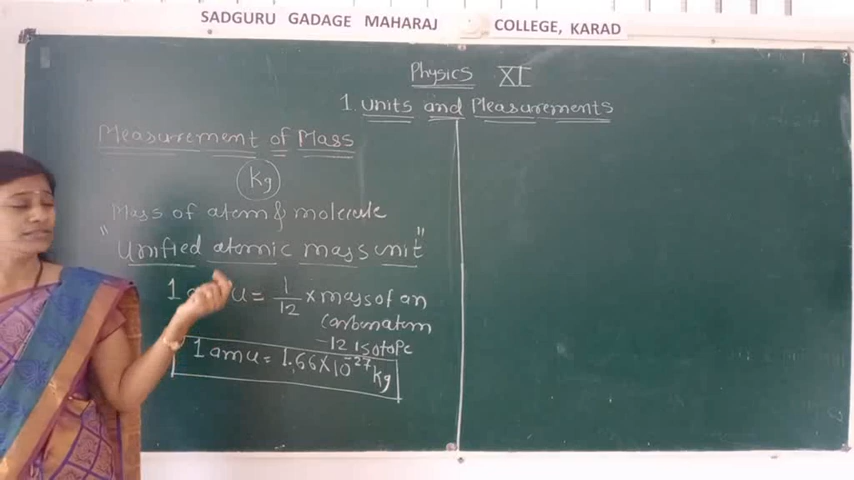 SADGURU GADAGE MAHARAJ COLLEGE, KARAD
Physics XI
1. Units and Measurements
Measurement of Mass
Kg
Mass of atom & molecule
"Unified atomic mass unit"
1 amu = 1/12 × mass of an
Carbon atom
-12 isotope
1 amu = 1.66 × 10⁻²⁷ kg